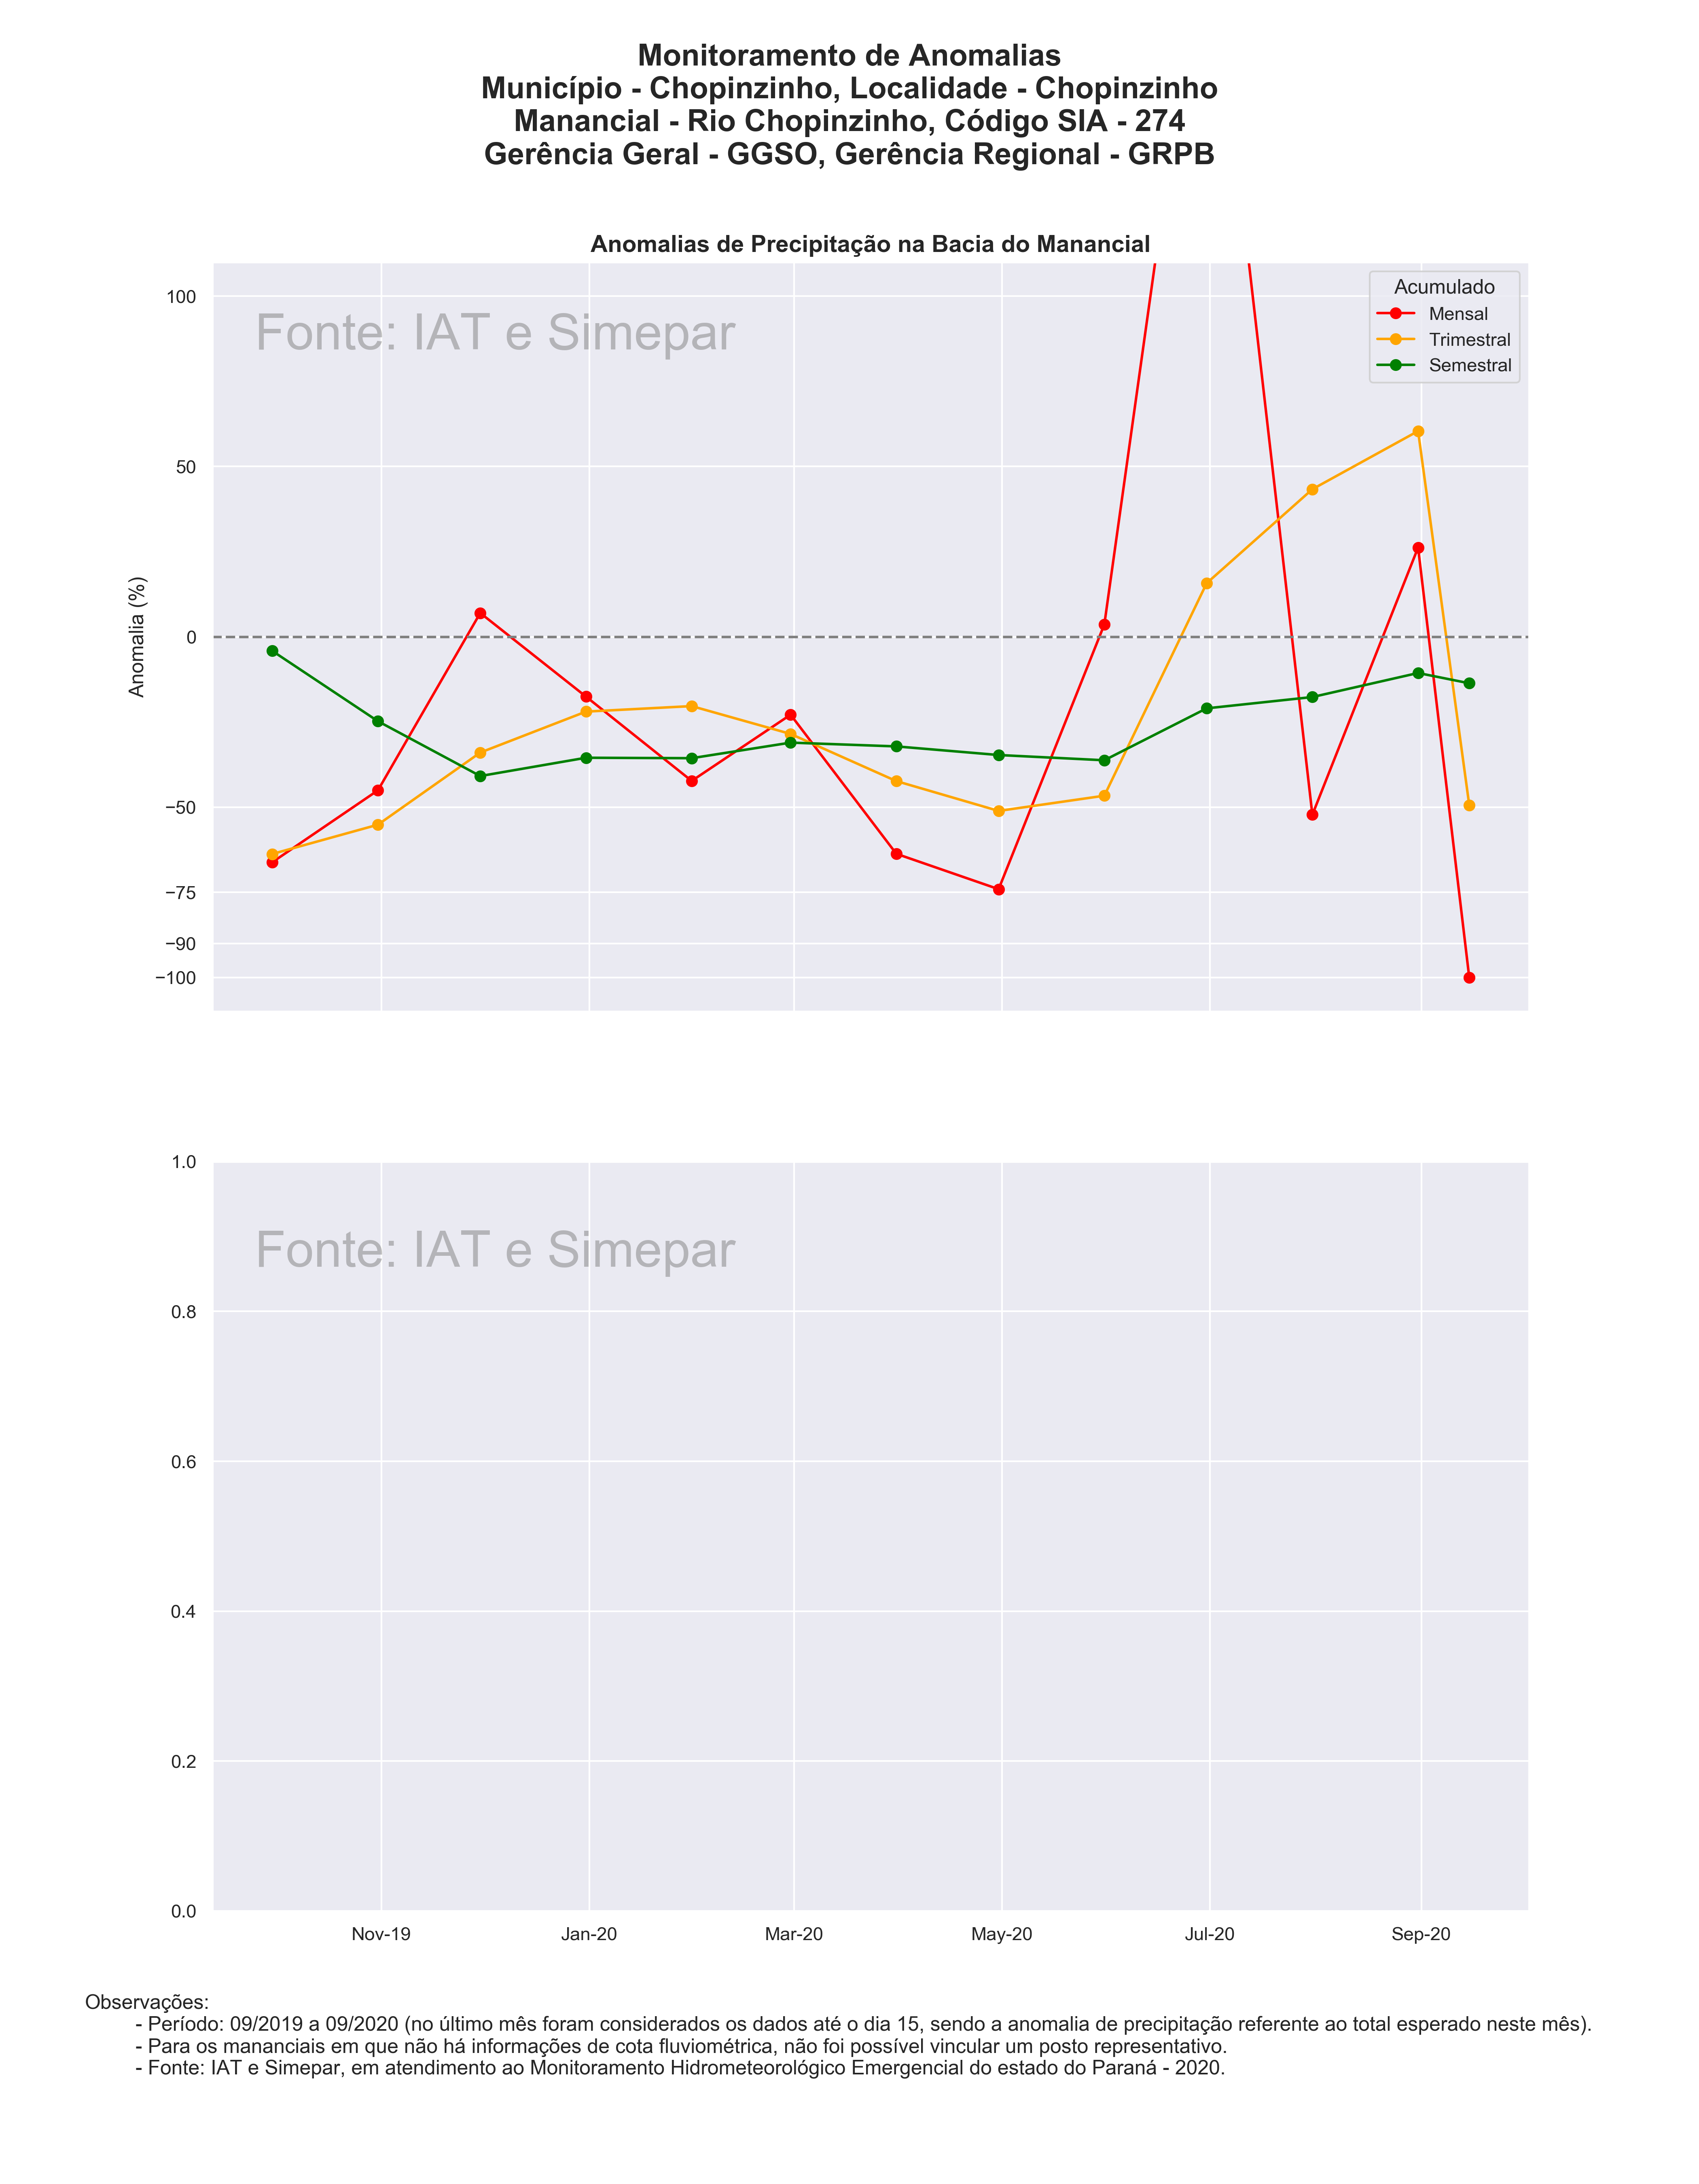 Monitoramento de Anomalias
Município - Chopinzinho, Localidade - Chopinzinho
Manancial - Rio Chopinzinho, Código SIA - 274
Gerência Geral - GGSO, Gerência Regional - GRPB
Anomalias de Precipitação na Bacia do Manancial
Fonte: IAT e Simepar
Acumulado
Mensal
Trimestral
Semestral
Anomalia (%)
100
50
0
−50
−75
−90
−100
Fonte: IAT e Simepar
1.0
0.8
0.6
0.4
0.2
0.0
Nov-19 Jan-20 Mar-20 May-20 Jul-20 Sep-20
Observações:
- Período: 09/2019 a 09/2020 (no último mês foram considerados os dados até o dia 15, sendo a anomalia de precipitação referente ao total esperado neste mês).
- Para os mananciais em que não há informações de cota fluviométrica, não foi possível vincular um posto representativo.
- Fonte: IAT e Simepar, em atendimento ao Monitoramento Hidrometeorológico Emergencial do estado do Paraná - 2020.